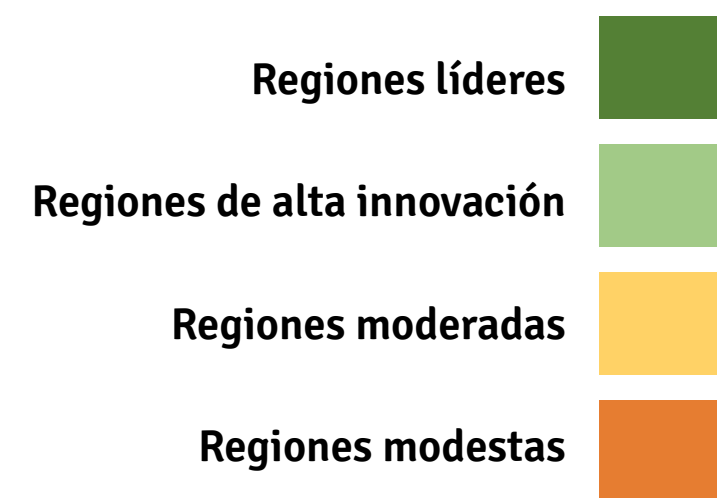 Regiones líderes
Regiones de alta innovación
Regiones moderadas
Regiones modestas